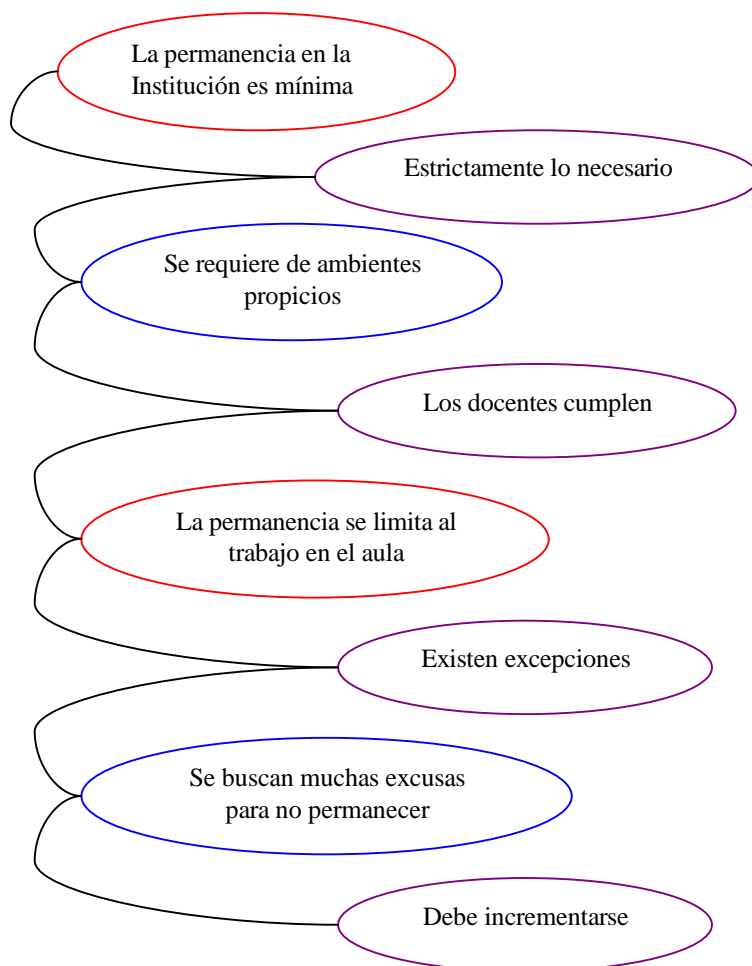 La permanencia en la
Institución es mínima
Estrictamente lo necesario
Se requiere de ambientes
propicios
Los docentes cumplen
La permanencia se limita al
trabajo en el aula
Existen excepciones
Se buscan muchas excusas
para no permanecer
Debe incrementarse